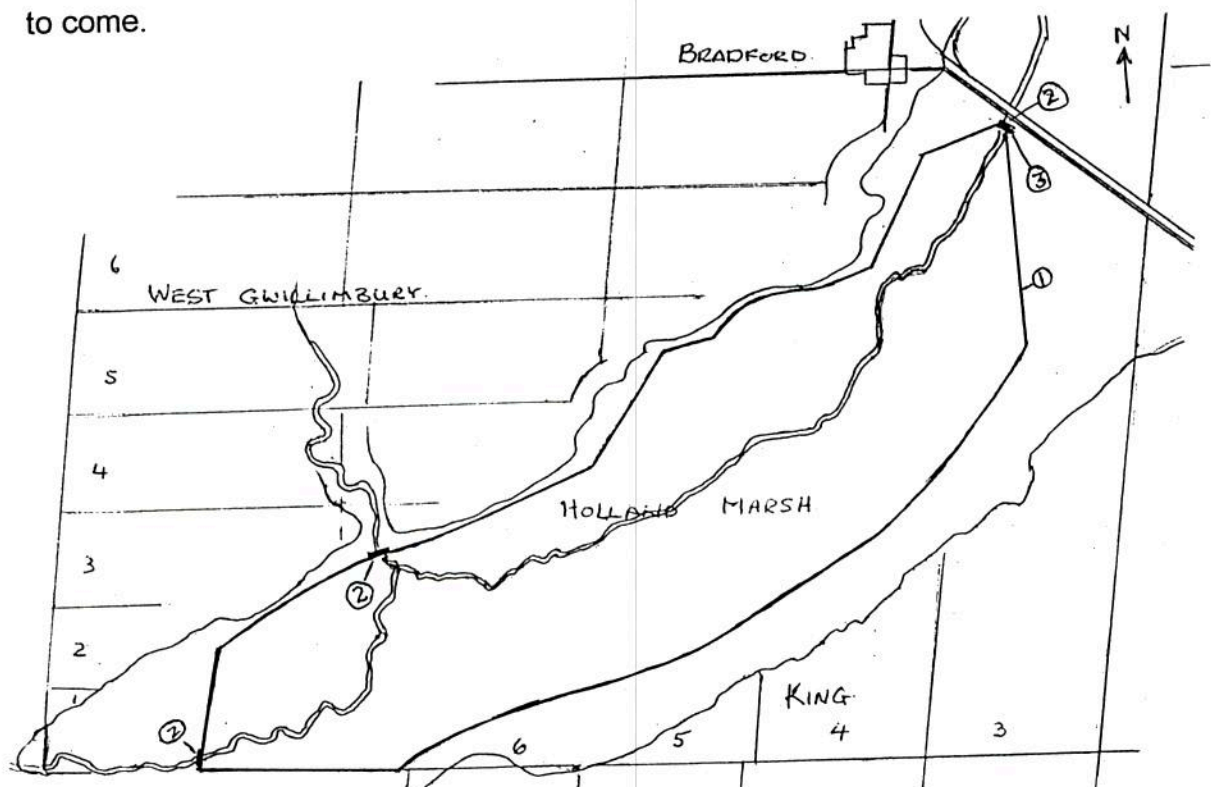 to come.
BRADFORD.
N
②
③
6
WEST GWILLIMBURY.
①
5
4
HOLLAND MARSH
3
②
2
1
KING.
②
6
5
4
3